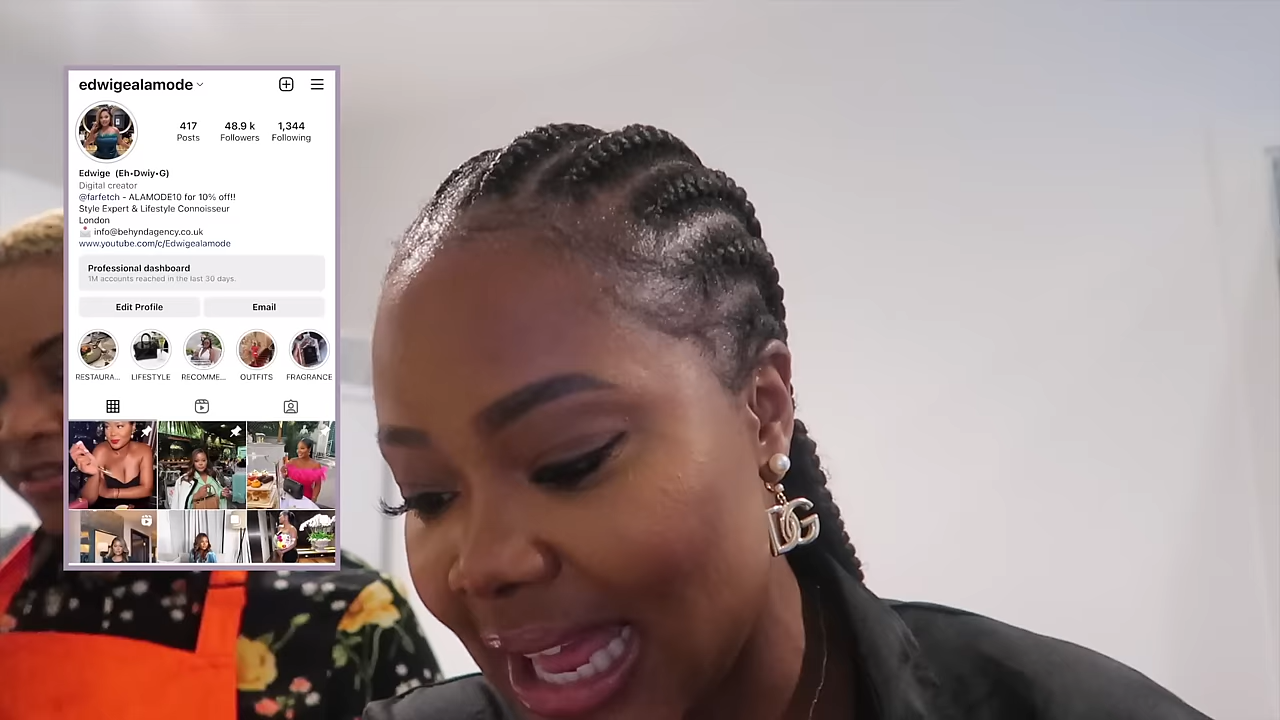 edwigealamode
417 48.9 k 1,344
Posts Followers Following
Edwige (Eh•Dwiy•G)
Digital creator
@farfetch - ALAMODE10 for 10% off!!
Style Expert & Lifestyle Connoisseur
London
info@behyndagency.co.uk
www.youtube.com/c/Edwigealamode
Professional dashboard
1M accounts reached in the last 30 days.
Edit Profile Email
RESTAURA... LIFESTYLE RECOMME... OUTFITS FRAGRANCE
DG